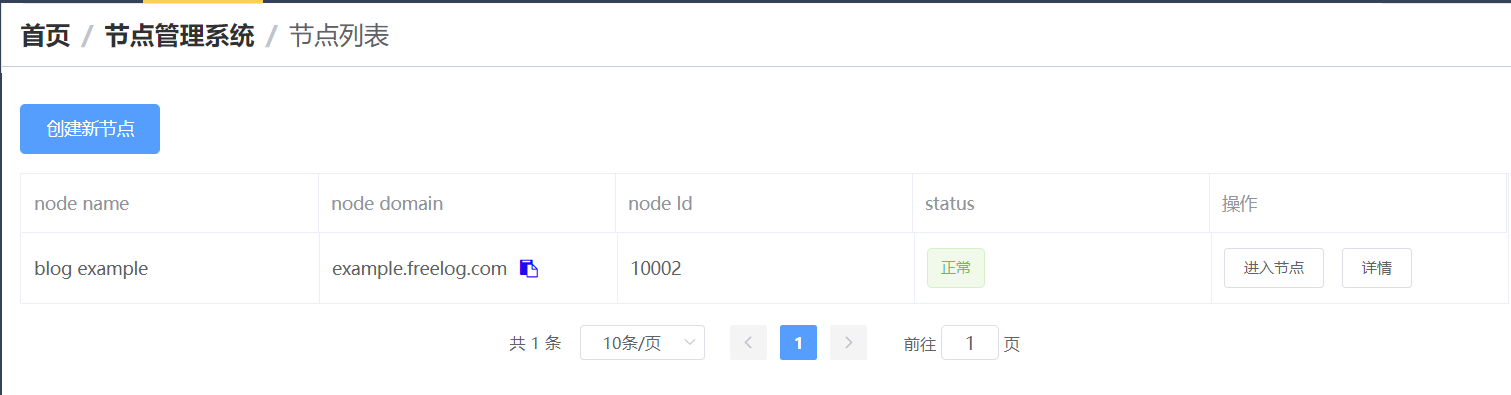 首页 / 节点管理系统 / 节点列表
创建新节点
node name node domain node Id status 操作
blog example example.freelog.com 10002 正常 进入节点 详情
共 1 条 10条/页 1 前往 1 页